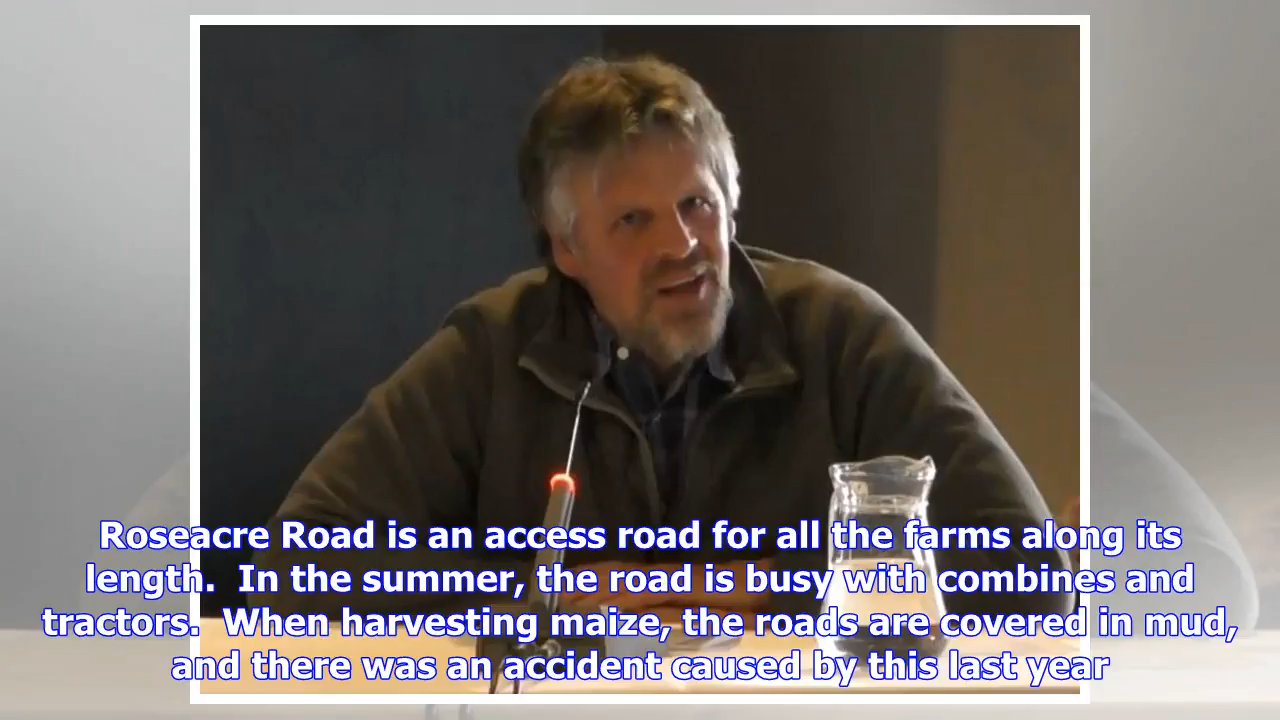 Roseacre Road is an access road for all the farms along its
length.  In the summer, the road is busy with combines and
tractors.  When harvesting maize, the roads are covered in mud,
and there was an accident caused by this last year